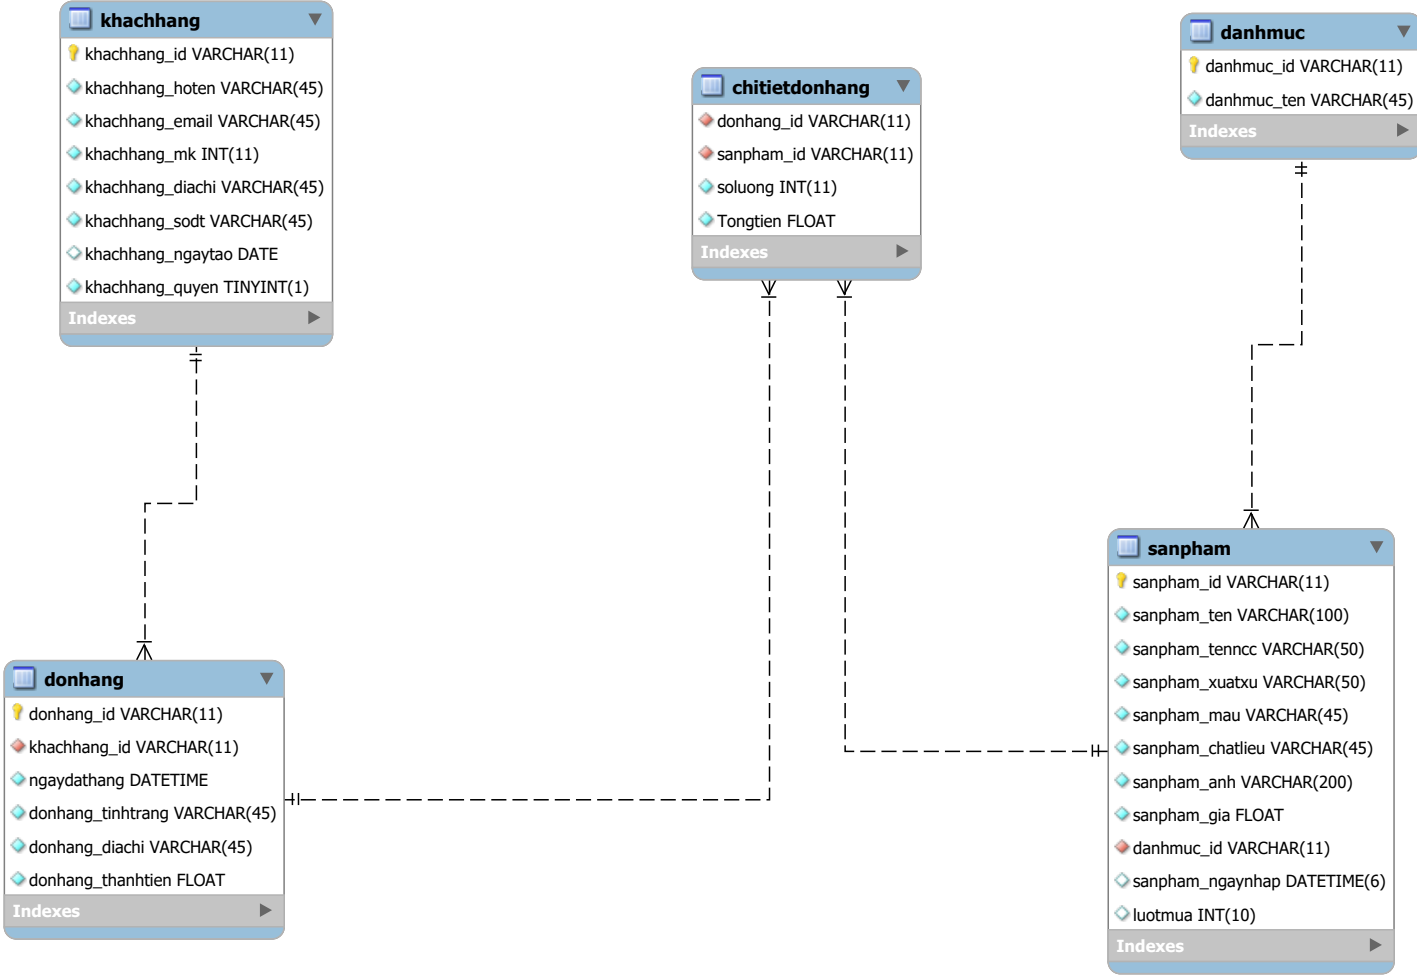 khachhang
khachhang_id VARCHAR(11)
khachhang_hoten VARCHAR(45)
khachhang_email VARCHAR(45)
khachhang_mk INT(11)
khachhang_diachi VARCHAR(45)
khachhang_sodt VARCHAR(45)
khachhang_ngaytao DATE
khachhang_quyen TINYINT(1)
Indexes
chitietdonhang
donhang_id VARCHAR(11)
sanpham_id VARCHAR(11)
soluong INT(11)
Tongtien FLOAT
Indexes
danhmuc
danhmuc_id VARCHAR(11)
danhmuc_ten VARCHAR(45)
Indexes
donhang
donhang_id VARCHAR(11)
khachhang_id VARCHAR(11)
ngaydathang DATETIME
donhang_tinhtrang VARCHAR(45)
donhang_diachi VARCHAR(45)
donhang_thanhtien FLOAT
Indexes
sanpham
sanpham_id VARCHAR(11)
sanpham_ten VARCHAR(100)
sanpham_tenncc VARCHAR(50)
sanpham_xuatxu VARCHAR(50)
sanpham_mau VARCHAR(45)
sanpham_chatlieu VARCHAR(45)
sanpham_anh VARCHAR(200)
sanpham_gia FLOAT
danhmuc_id VARCHAR(11)
sanpham_ngaynhap DATETIME(6)
luotmua INT(10)
Indexes